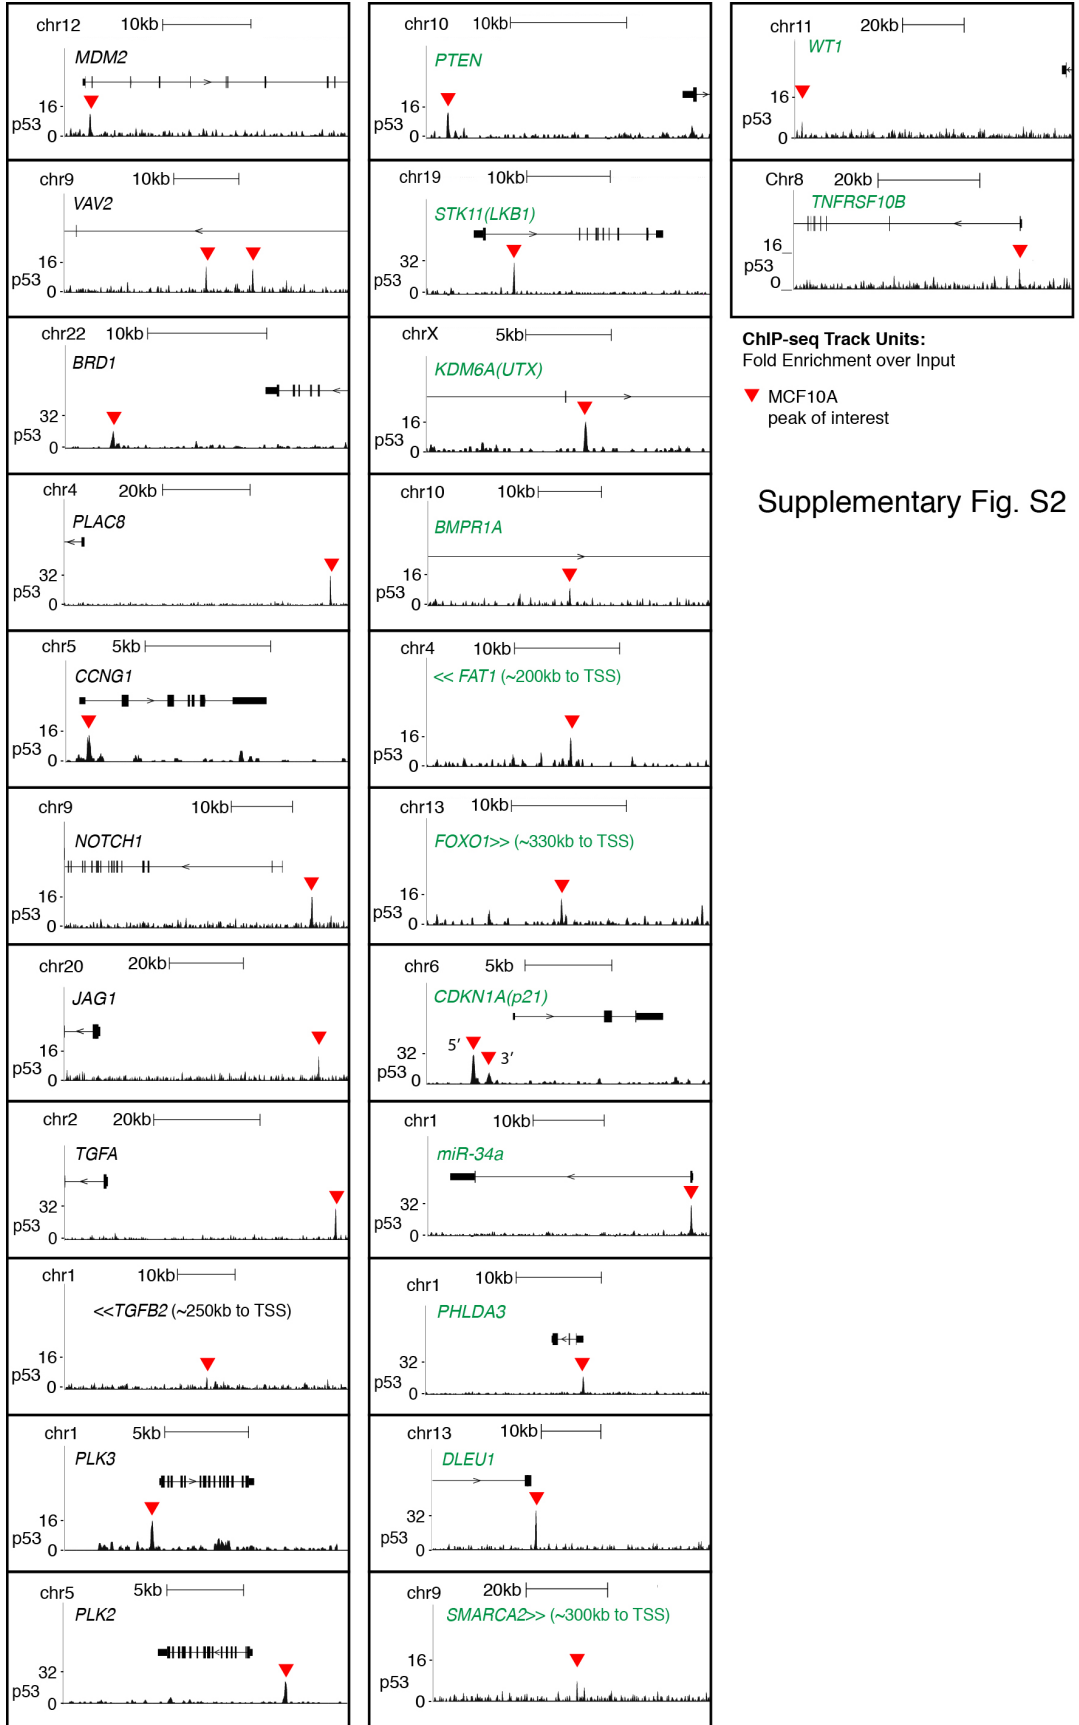 chr12 10kb
MDM2
16
p53
0
chr9 10kb
VAV2
16
p53
0
chr22 10kb
BRD1
32
p53
0
chr4 20kb
PLAC8
32
p53
0
chr5 5kb
CCNG1
16
p53
0
chr9 10kb
NOTCH1
16
p53
0
chr20 20kb
JAG1
16
p53
0
chr2 20kb
TGFA
32
p53
0
chr1 10kb
<<TGFB2 (~250kb to TSS)
16
p53
0
chr1 5kb
PLK3
16
p53
0
chr5 5kb
PLK2
32
p53
0
chr10 10kb
PTEN
16
p53
0
chr19 10kb
STK11(LKB1)
32
p53
0
chrX 5kb
KDM6A(UTX)
16
p53
0
chr10 10kb
BMPR1A
16
p53
0
chr4 10kb
<< FAT1 (~200kb to TSS)
16
p53
0
chr13 10kb
FOXO1>> (~330kb to TSS)
16
p53
0
chr6 5kb
CDKN1A(p21)
5’ 3’
32
p53
0
chr1 10kb
miR-34a
32
p53
0
chr1 10kb
PHLDA3
32
p53
0
chr13 10kb
DLEU1
32
p53
0
chr9 20kb
SMARCA2>> (~300kb to TSS)
16
p53
0
chr11 20kb
WT1
16
p53
0
Chr8 20kb
TNFRSF10B
16
p53
0
ChIP-seq Track Units:
Fold Enrichment over Input
MCF10A
peak of interest
Supplementary Fig. S2